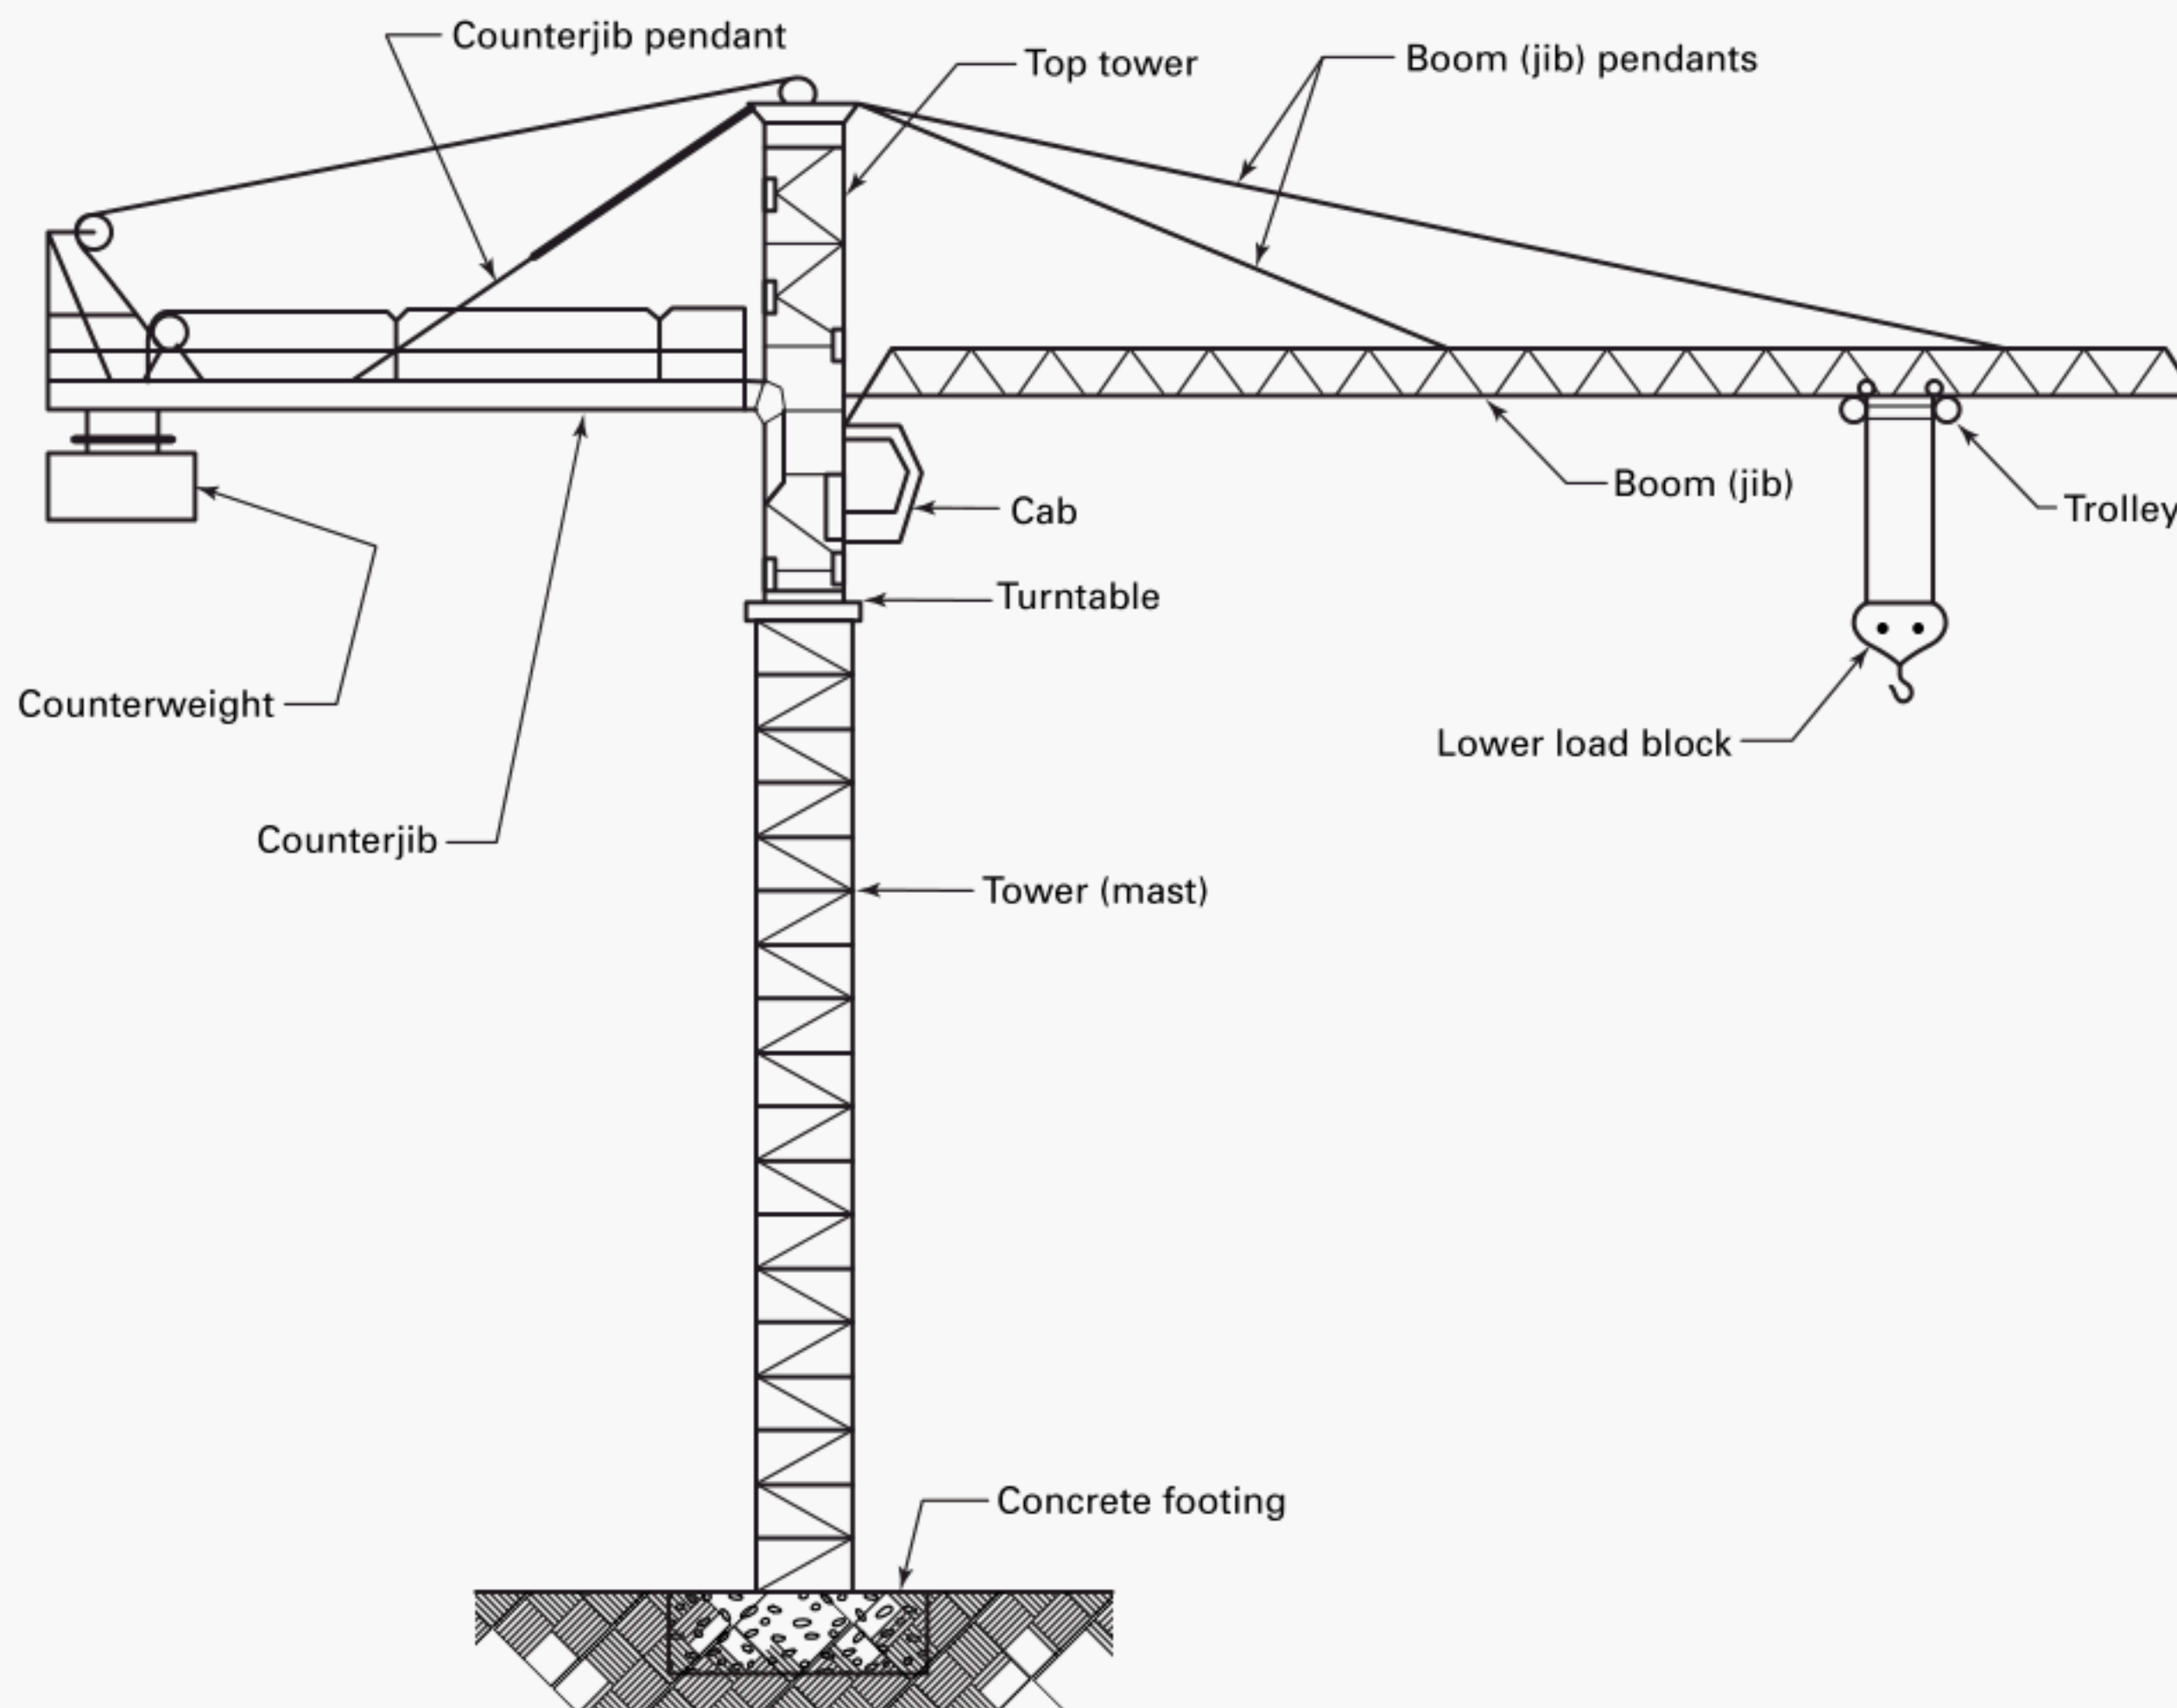 Counterjib pendant
Top tower
Boom (jib) pendants
Boom (jib)
Trolley
Cab
Turntable
Counterweight
Lower load block
Counterjib
Tower (mast)
Concrete footing